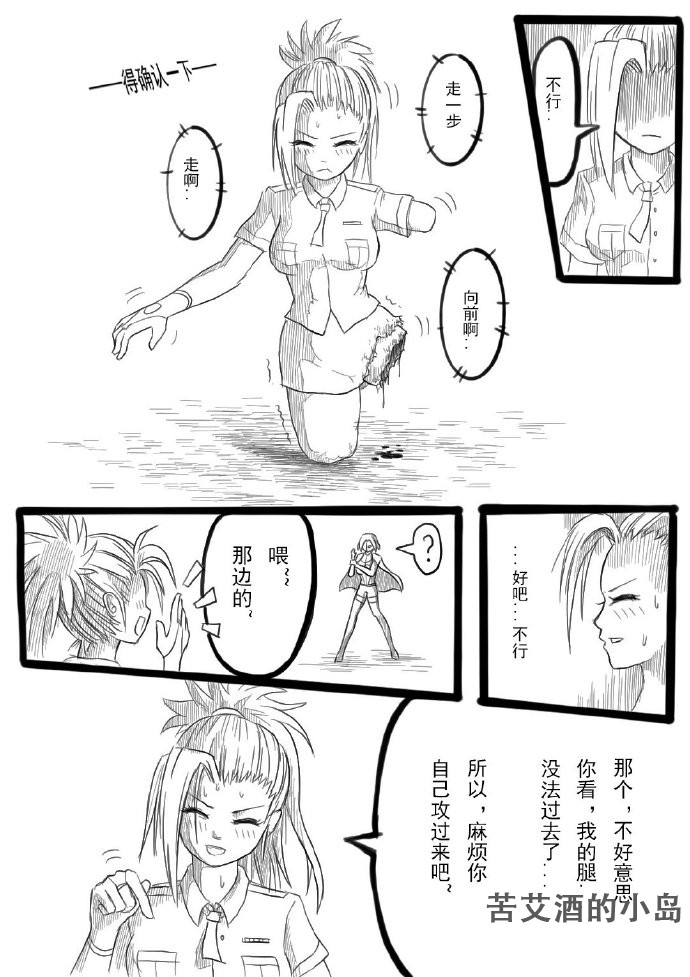 不行‥
——得确认一下——
走一步
走啊‥
向前啊‥
‥‥好吧‥‥不行
?
喂~
那边的~
那个，不好意思
你看，我的腿‥
没法过去了‥‥
所以，麻烦你
自己攻过来吧~
苦艾酒的小岛